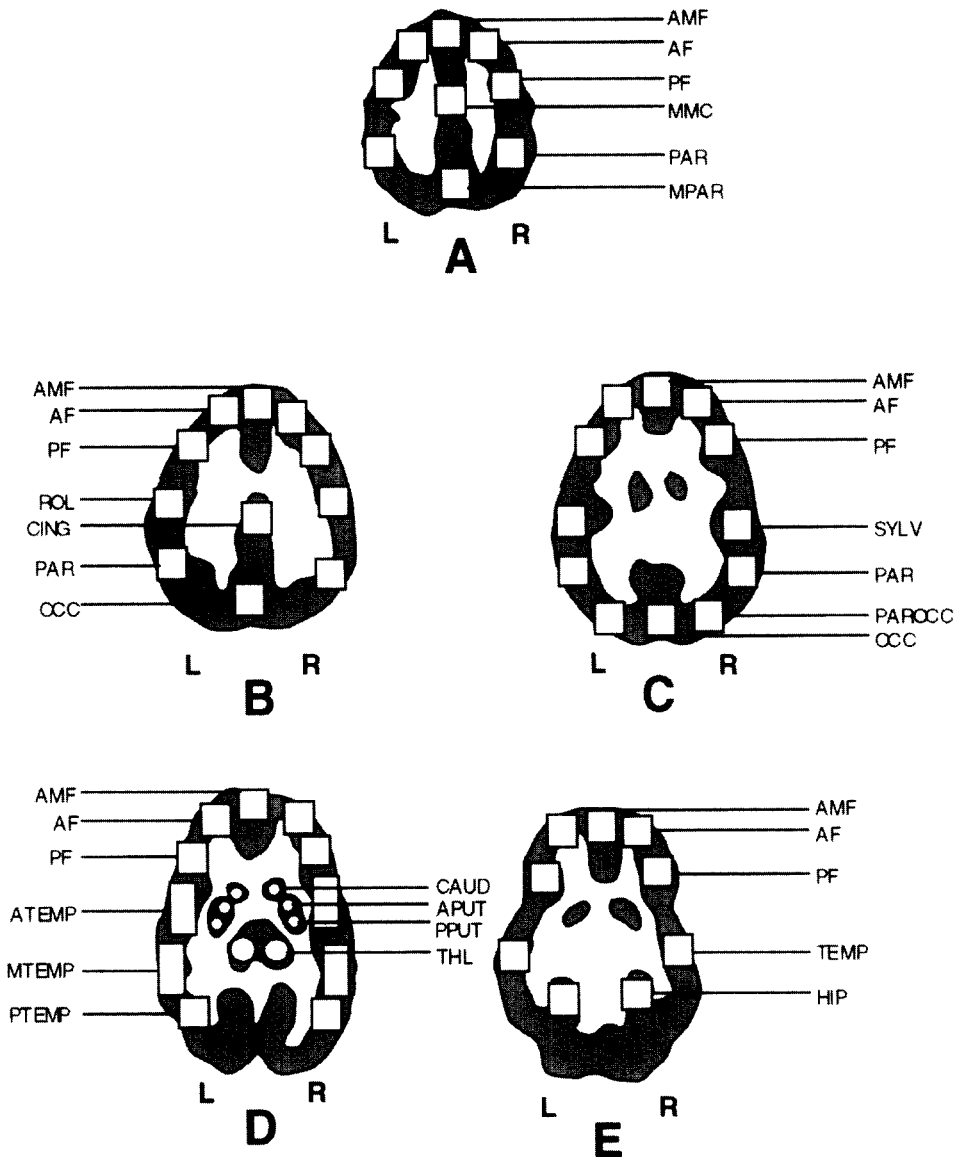 AMF
AF
PF
MMC
PAR
MPAR
L R
A
AMF
AF
PF
ROL
CING
PAR
OCC
L R
B
AMF
AF
PF
SYLV
PAR
PAROCC
OCC
L R
C
AMF
AF
PF
ATEMP
MTEMP
PTEMP
CAUD
APUT
PPUT
THL
L R
D
AMF
AF
PF
TEMP
HIP
L R
E